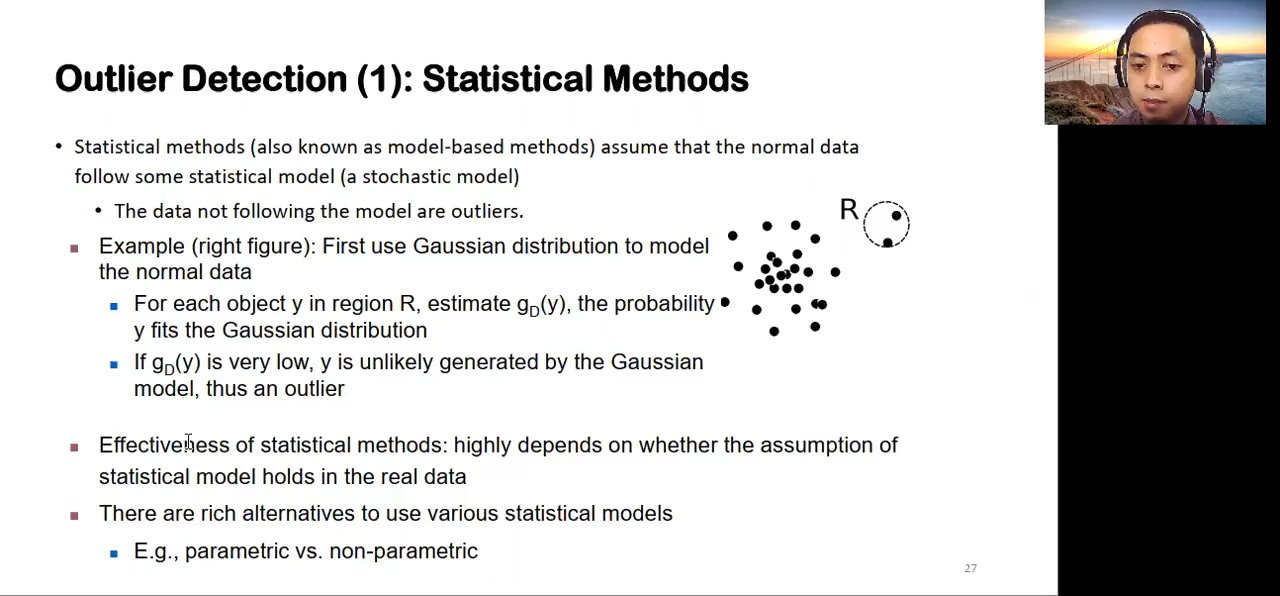 Outlier Detection (1): Statistical Methods
• Statistical methods (also known as model-based methods) assume that the normal data
follow some statistical model (a stochastic model)
• The data not following the model are outliers.
R
■ Example (right figure): First use Gaussian distribution to model
the normal data
■ For each object y in region R, estimate gD(y), the probability
y fits the Gaussian distribution
■ If gD(y) is very low, y is unlikely generated by the Gaussian
model, thus an outlier
■ Effectiveness of statistical methods: highly depends on whether the assumption of
statistical model holds in the real data
■ There are rich alternatives to use various statistical models
■ E.g., parametric vs. non-parametric
27